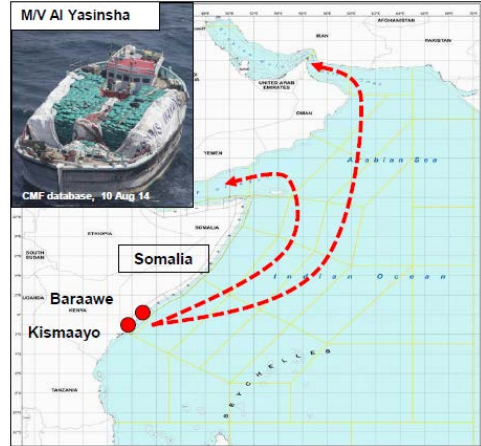 M/V Al Yasinsha
CMF database, 10 Aug 14
IRAN
AFGHANISTAN
PAKISTAN
UNITED ARAB
EMIRATES
OMAN
YEMEN
Arabian Sea
ETHIOPIA
SOMALIA
SOUTH
SUDAN
Somalia
Indian Ocean
UGANDA
Baraawe
KENYA
Kismaayo
SEYCHELLES
TANZANIA